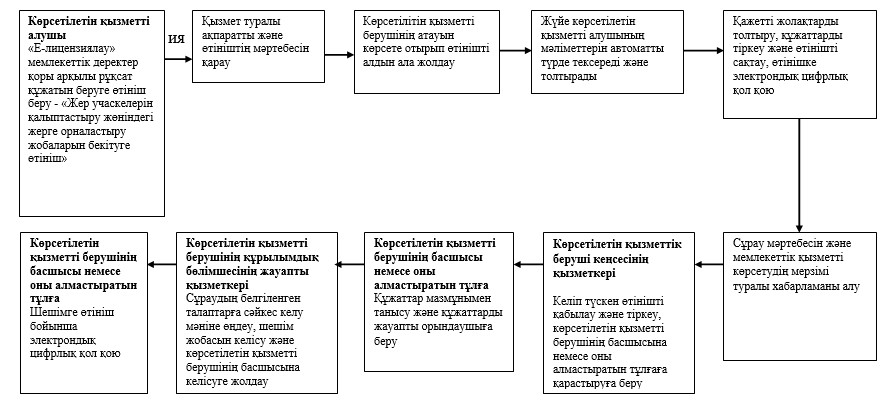 Көрсетілетін қызметті
алушы
«Е-лицензиялау»
мемлекеттік деректер
қоры арқылы рұқсат
құжатын беруге өтініш
беру - «Жер учаскелерін
қалыптастыру жөніндегі
жерге орналастыру
жобаларын бекітуге
өтініш»
ИЯ
Қызмет туралы
ақпаратты және
өтініштің мәртебесін
қарау
Көрсетілітін қызметті
берушінің атауын
көрсете отырып өтінішті
алдын ала жолдау
Жүйе көрсетілетін
қызметті алушының
мәліметтерін автоматты
түрде тексереді және
толтырады
Қажетті жолақтарды
толтыру, құжаттарды
тіркеу және өтінішті
сақтау, өтінішке
электрондық цифрлық
қол қою
Сұрау мәртебесін және
мемлекеттік қызметті
көрсетудің мерзімі
туралы хабарламаны алу
Көрсетілетін қызметтік
беруші кеңсесінің
қызметкері
Келіп түскен өтінішті
қабылау және тіркеу,
көрсетілетін қызметті
берушінің басшысына
немесе оны
алмастыратын тұлғаға
қарастыруға беру
Көрсетілетін қызметті
берушінің басшысы
немесе оны
алмастыратын тұлға
Құжаттар мазмұнымен
танысу және құжаттарды
жауапты орындаушыға
беру
Көрсетілетін қызметті
берушінің құрылымдық
бөлімшесінің жауапты
қызметкері
Сұраудың белгіленген
талаптарға сәйкес келу
мәніне өңдеу, шешім
жобасын келісу және
көрсетілетін қызметті
берушінің басшысына
келісуге жолдау
Көрсетілетін
қызметті берушінің
басшысы немесе
оны алмастыратын
тұлға
Шешімге өтініш
бойынша
электрондық
цифрлық қол қою